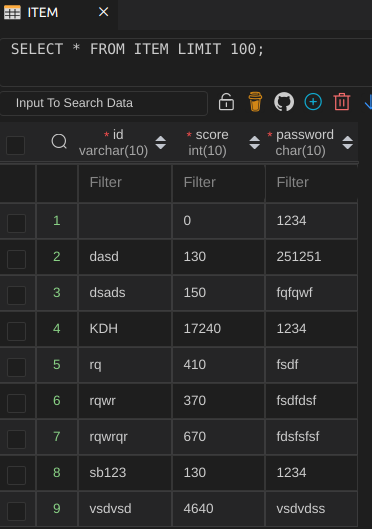 ITEM
SELECT * FROM ITEM LIMIT 100;
Input To Search Data
* id * score * password
varchar(10) int(10) char(10)
Filter Filter Filter
1 0 1234
2 dasd 130 251251
3 dsads 150 fqfqwf
4 KDH 17240 1234
5 rq 410 fsdf
6 rqwr 370 fsdfdsf
7 rqwrqr 670 fdsfsfsf
8 sb123 130 1234
9 vsdvsd 4640 vsdvdss